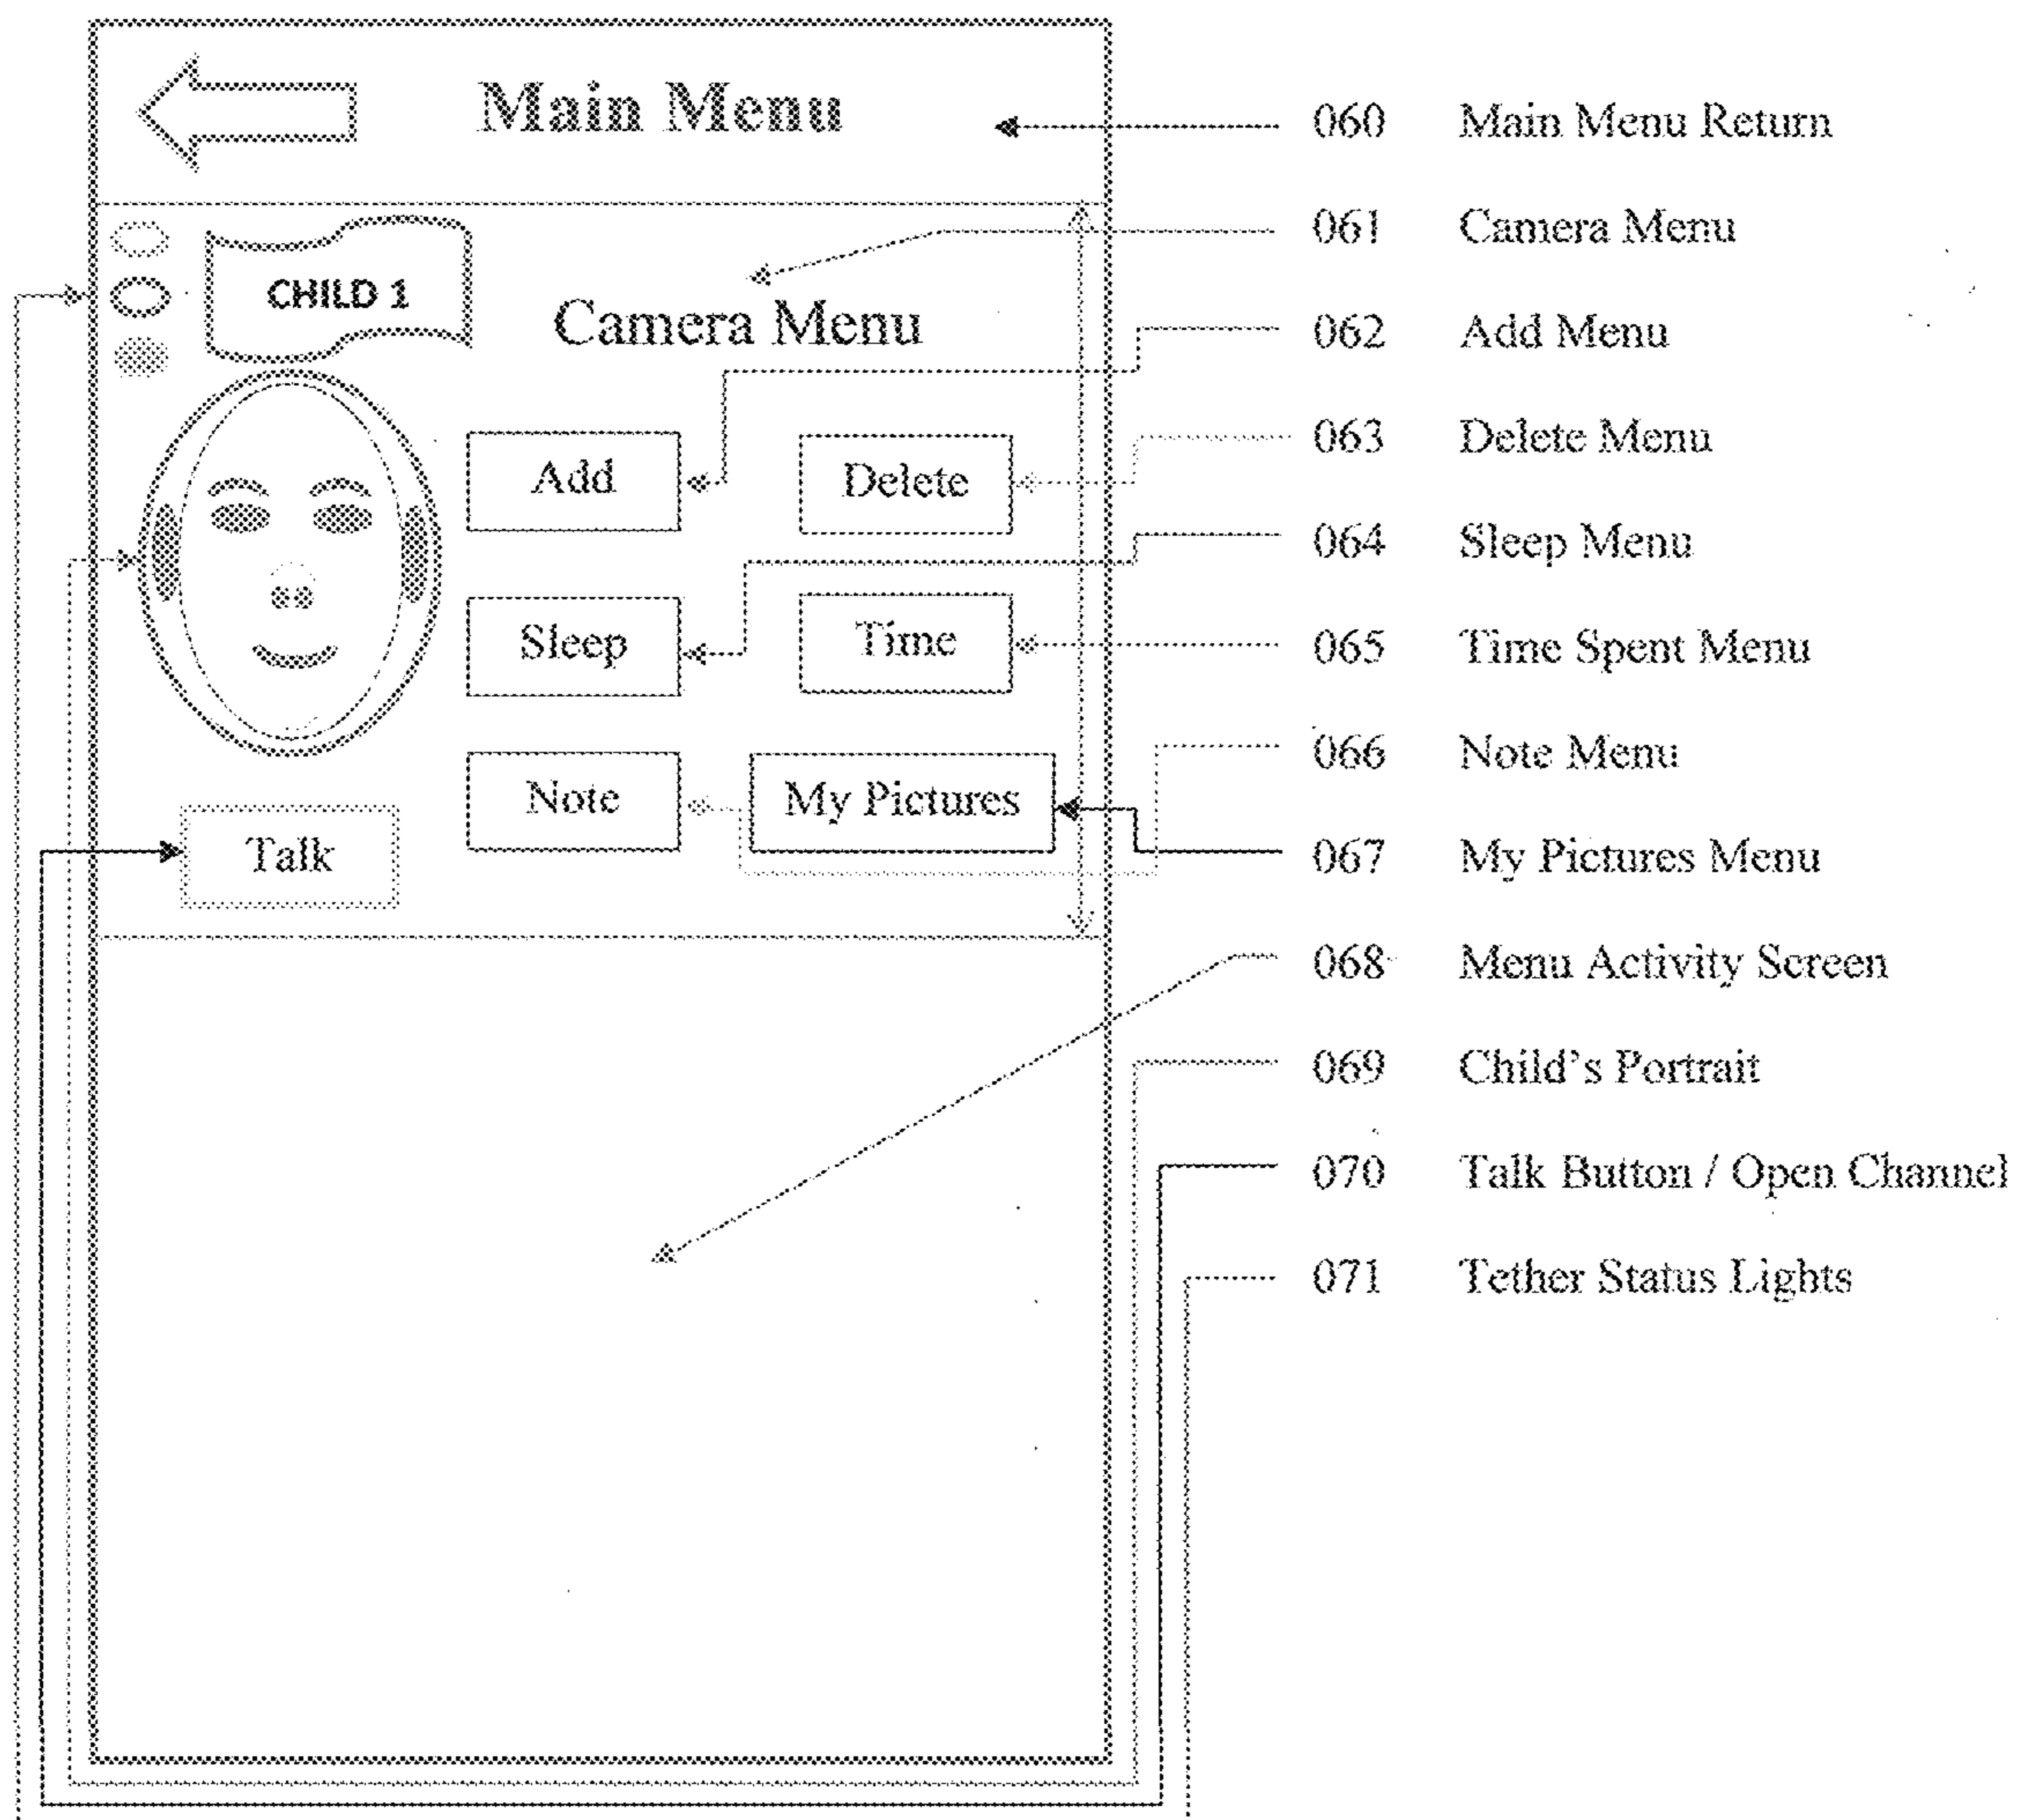 Main Menu
CHILD 1
Camera Menu
Add
Delete
Sleep
Time
Note
My Pictures
Talk
060 Main Menu Return
061 Camera Menu
062 Add Menu
063 Delete Menu
064 Sleep Menu
065 Time Spent Menu
066 Note Menu
067 My Pictures Menu
068 Menu Activity Screen
069 Child's Portrait
070 Talk Button / Open Channel
071 Tether Status Lights